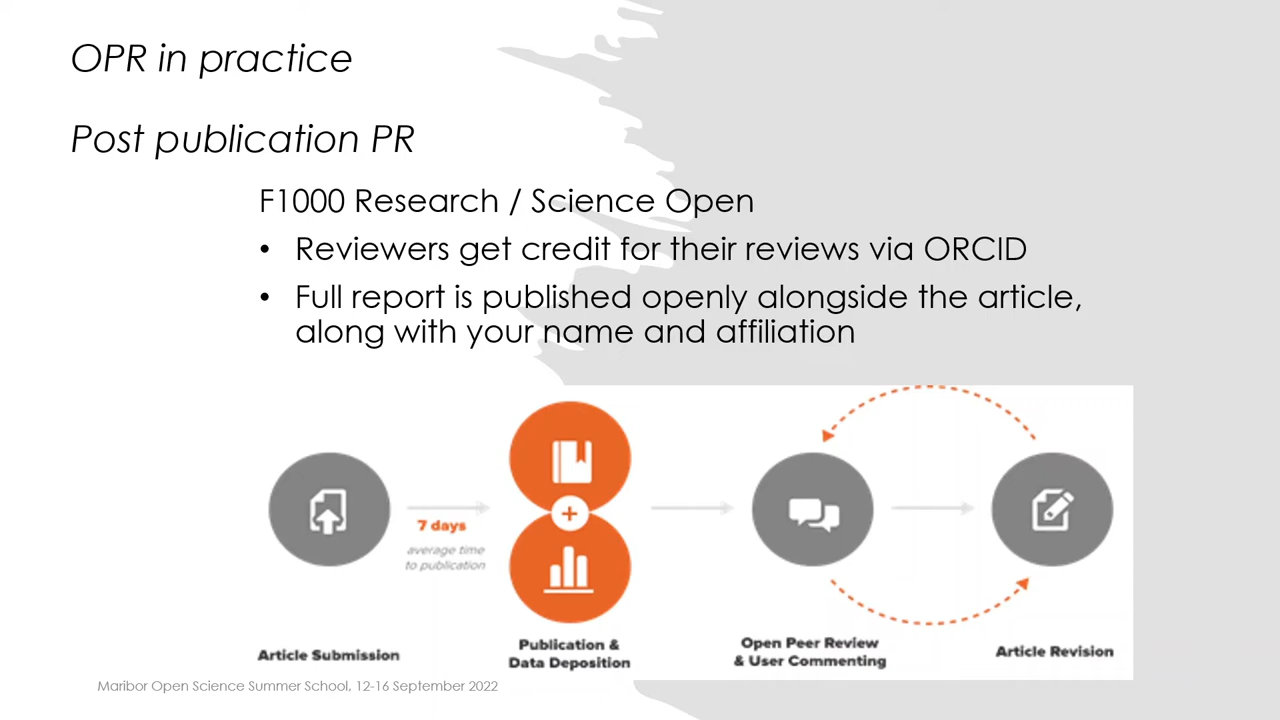 OPR in practice
Post publication PR
F1000 Research / Science Open
• Reviewers get credit for their reviews via ORCID
• Full report is published openly alongside the article,
along with your name and affiliation
7 days
average time
to publication
Article Submission
Publication &
Data Deposition
Open Peer Review
& User Commenting
Article Revision
Maribor Open Science Summer School, 12-16 September 2022